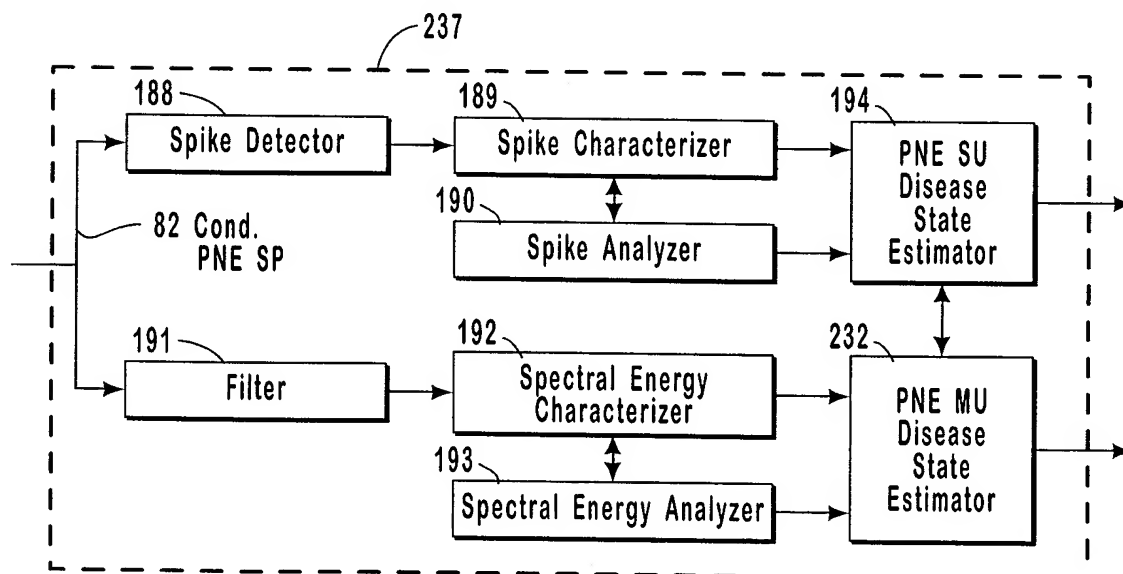 237
188
Spike Detector
189
Spike Characterizer
194
PNE SU
Disease
State
Estimator
82 Cond.
PNE SP
190
Spike Analyzer
191
Filter
192
Spectral Energy
Characterizer
193
Spectral Energy Analyzer
232
PNE MU
Disease
State
Estimator